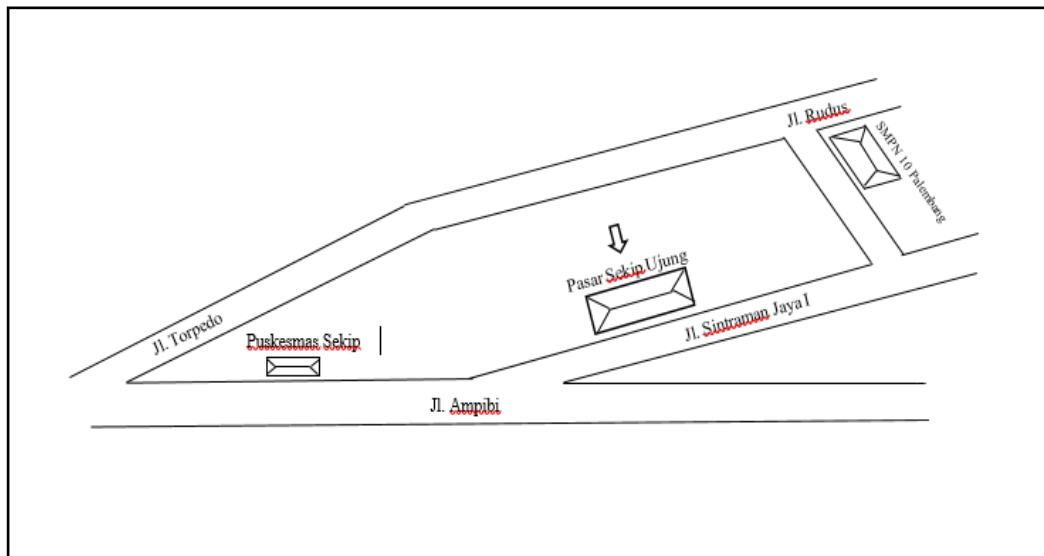 Jl. Rudus
SMPN 10 Palembang
Pasar Sekip Ujung
Jl. Sintraman Jaya I
Jl. Torpedo
Puskesmas Sekip
Jl. Ampibi